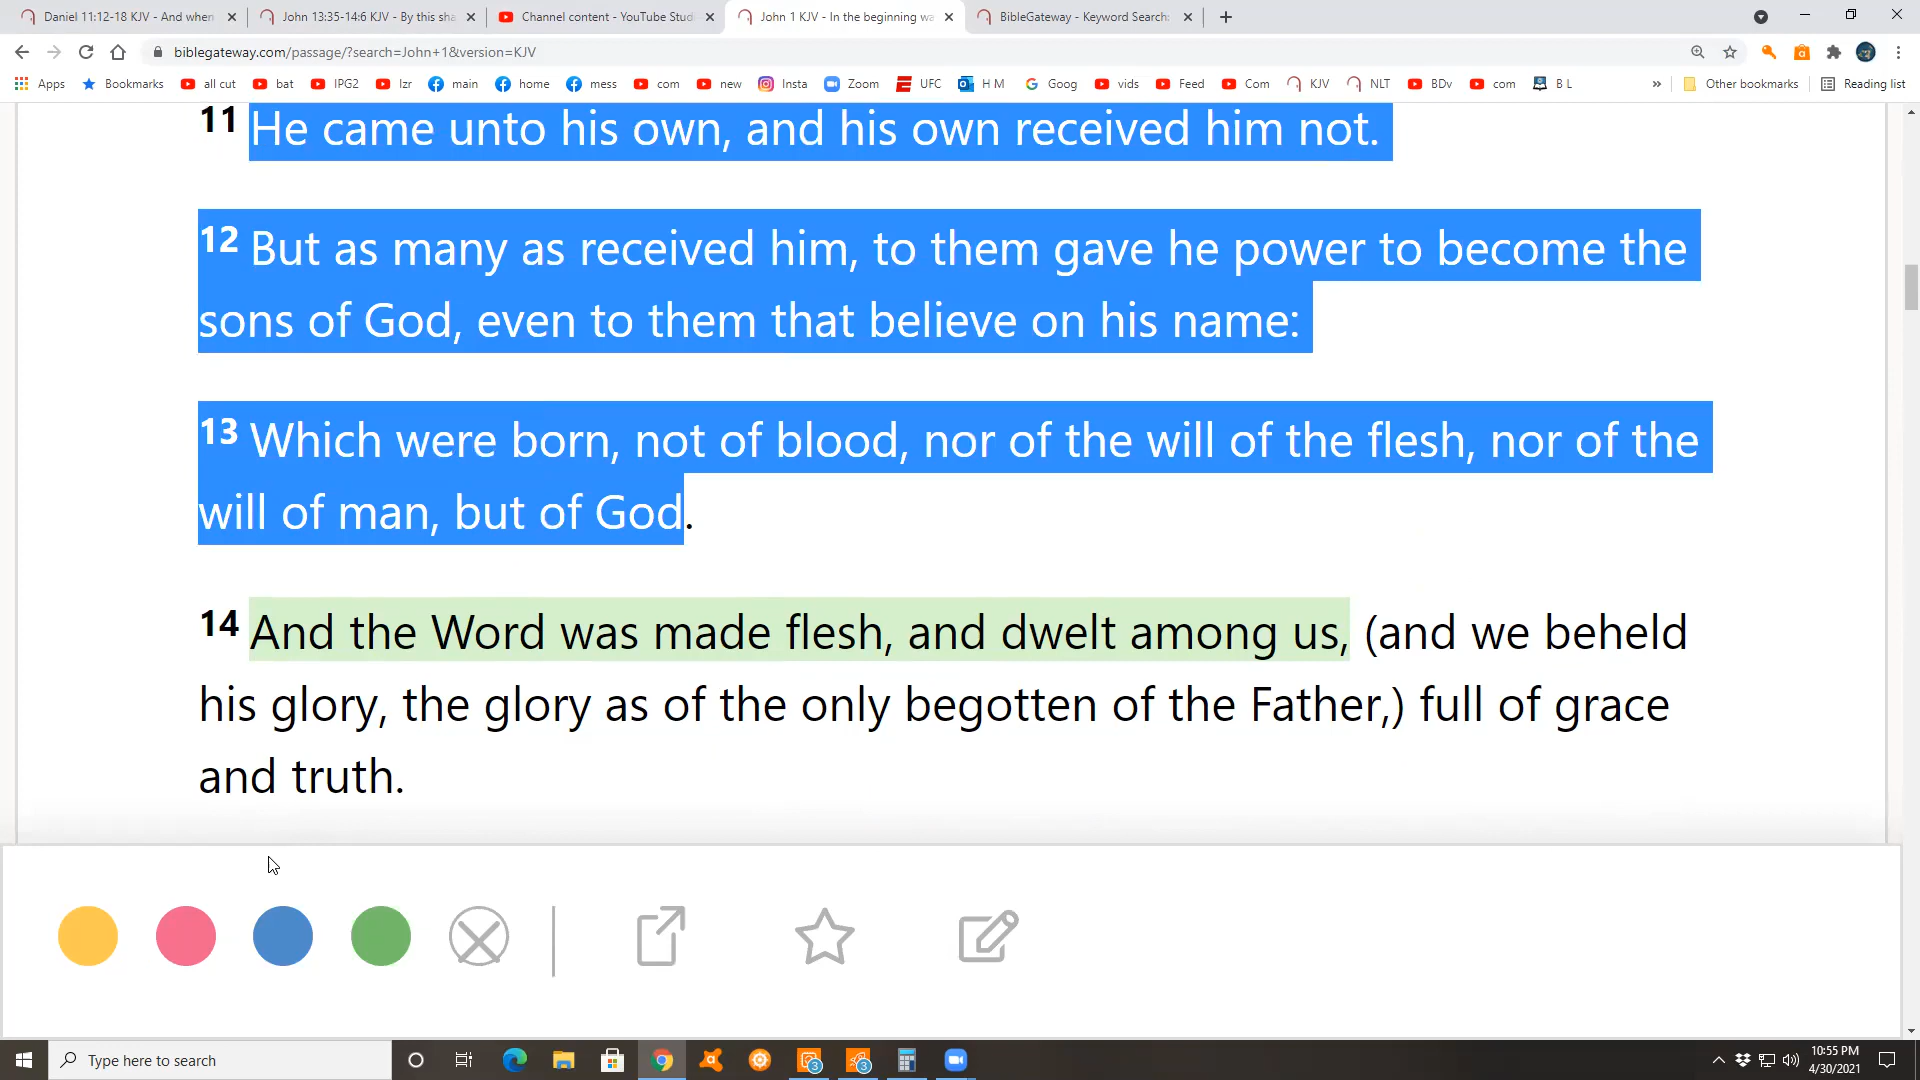 Daniel 11:12-18 KJV - And when
John 13:35-14:6 KJV - By this sha
Channel content - YouTube Studi
John 1 KJV - In the beginning wa
BibleGateway - Keyword Search:
biblegateway.com/passage/?search=John+1&version=KJV
Apps
Bookmarks
all cut
bat
IPG2
lzr
main
home
mess
com
new
Insta
Zoom
UFC
H M
Goog
vids
Feed
Com
KJV
NLT
BDv
com
B L
»
Other bookmarks
Reading list
11 He came unto his own, and his own received him not.
12 But as many as received him, to them gave he power to become the
sons of God, even to them that believe on his name:
13 Which were born, not of blood, nor of the will of the flesh, nor of the
will of man, but of God.
14 And the Word was made flesh, and dwelt among us, (and we beheld
his glory, the glory as of the only begotten of the Father,) full of grace
and truth.
Type here to search
3
3
10:55 PM
4/30/2021